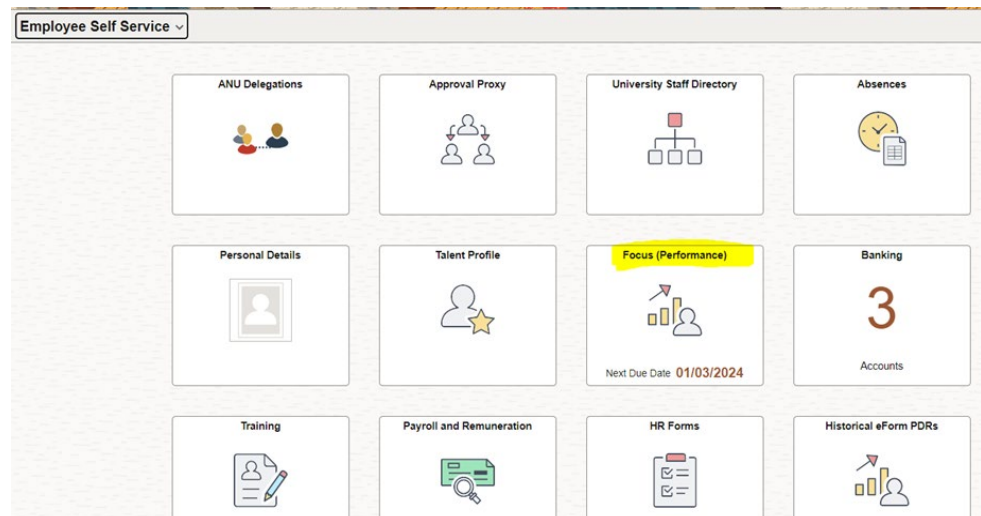 Employee Self Service
ANU Delegations
Approval Proxy
University Staff Directory
Absences
Personal Details
Talent Profile
Focus (Performance)
Banking
3
Next Due Date 01/03/2024
Accounts
Training
Payroll and Remuneration
HR Forms
Historical eForm PDRs